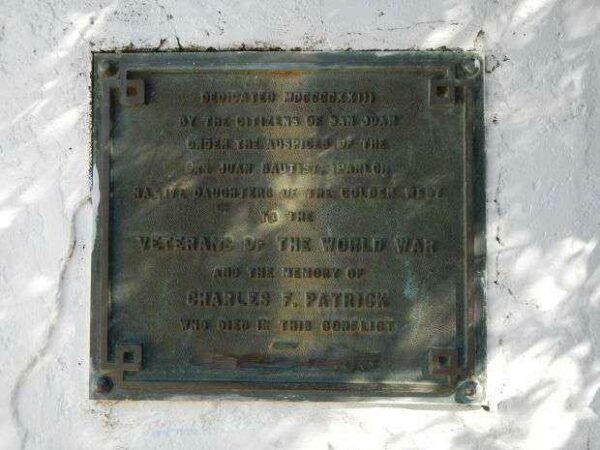 DEDICATED MDCCCCXXIII
BY THE CITIZENS OF SAN JUAN
UNDER THE AUSPICES OF THE
SAN JUAN BAUTISTA PARLOR
NATIVE DAUGHTERS OF THE GOLDEN WEST
TO THE
VETERANS OF THE WORLD WAR
AND THE MEMORY OF
CHARLES F. PATRICK
WHO DIED IN THIS CONFLICT